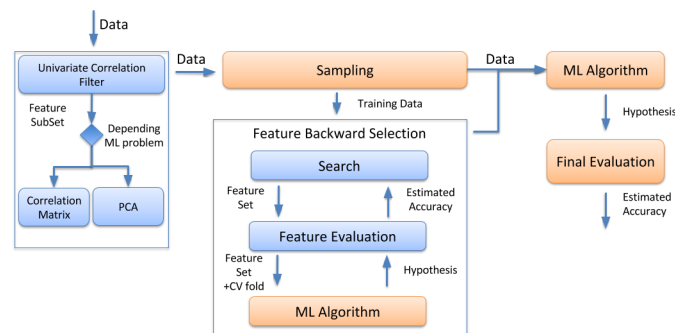 Data
Univariate Correlation
Filter
Feature
SubSet
Depending
ML problem
Correlation
Matrix
PCA
Data
Sampling
Training Data
Feature Backward Selection
Search
Feature
Set
Estimated
Accuracy
Feature Evaluation
Feature
Set
+CV fold
Hypothesis
ML Algorithm
Data
ML Algorithm
Hypothesis
Final Evaluation
Estimated
Accuracy